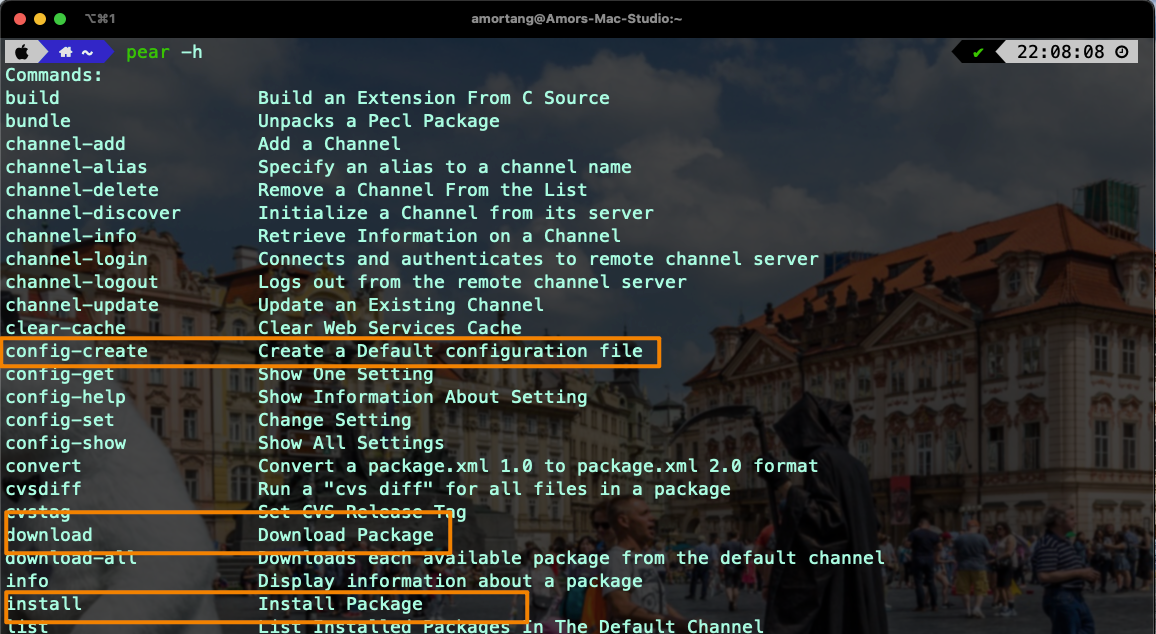 ⌥⌘1
amortang@Amors-Mac-Studio:~
~ pear -h
22:08:08
Commands:
build Build an Extension From C Source
bundle Unpacks a Pecl Package
channel-add Add a Channel
channel-alias Specify an alias to a channel name
channel-delete Remove a Channel From the List
channel-discover Initialize a Channel from its server
channel-info Retrieve Information on a Channel
channel-login Connects and authenticates to remote channel server
channel-logout Logs out from the remote channel server
channel-update Update an Existing Channel
clear-cache Clear Web Services Cache
config-create Create a Default configuration file
config-get Show One Setting
config-help Show Information About Setting
config-set Change Setting
config-show Show All Settings
convert Convert a package.xml 1.0 to package.xml 2.0 format
cvsdiff Run a "cvs diff" for all files in a package
cvstag Set CVS Release Tag
download Download Package
download-all Downloads each available package from the default channel
info Display information about a package
install Install Package
list List Installed Packages In The Default Channel